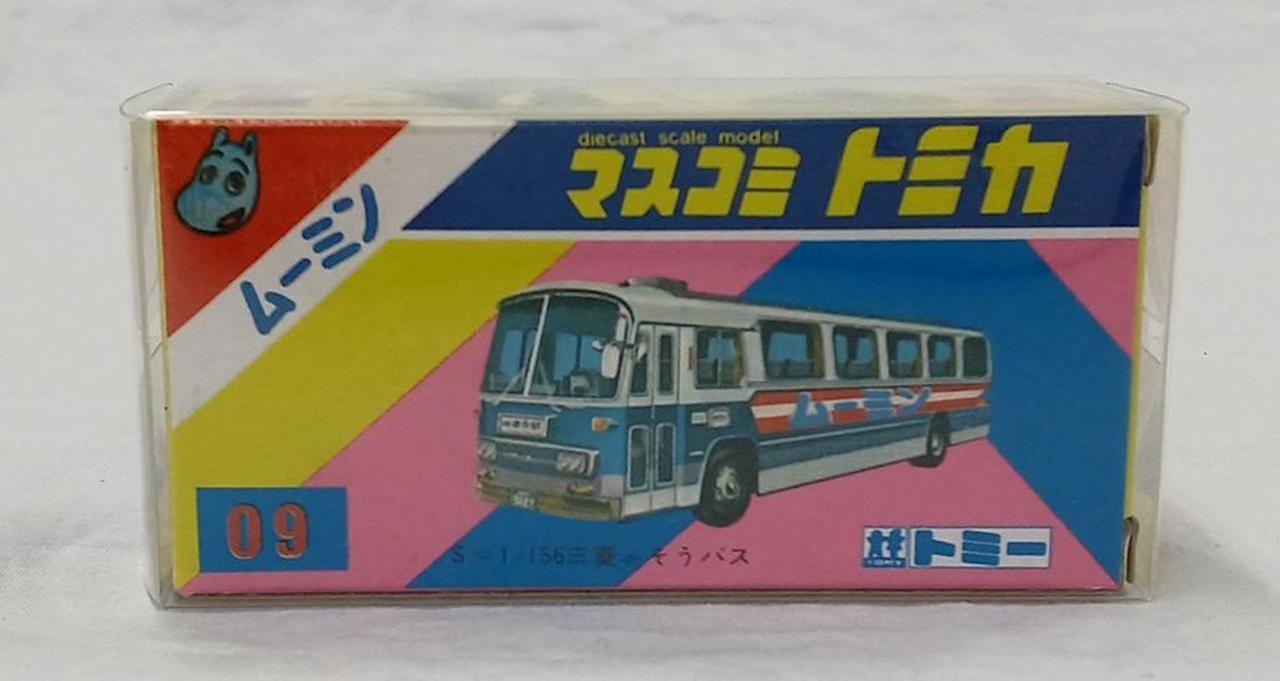 diecast scale model
マスコミ トミカ
ムーミン
ムーミン
09
S=1/156三菱ふそうバス
TOMY
トミー